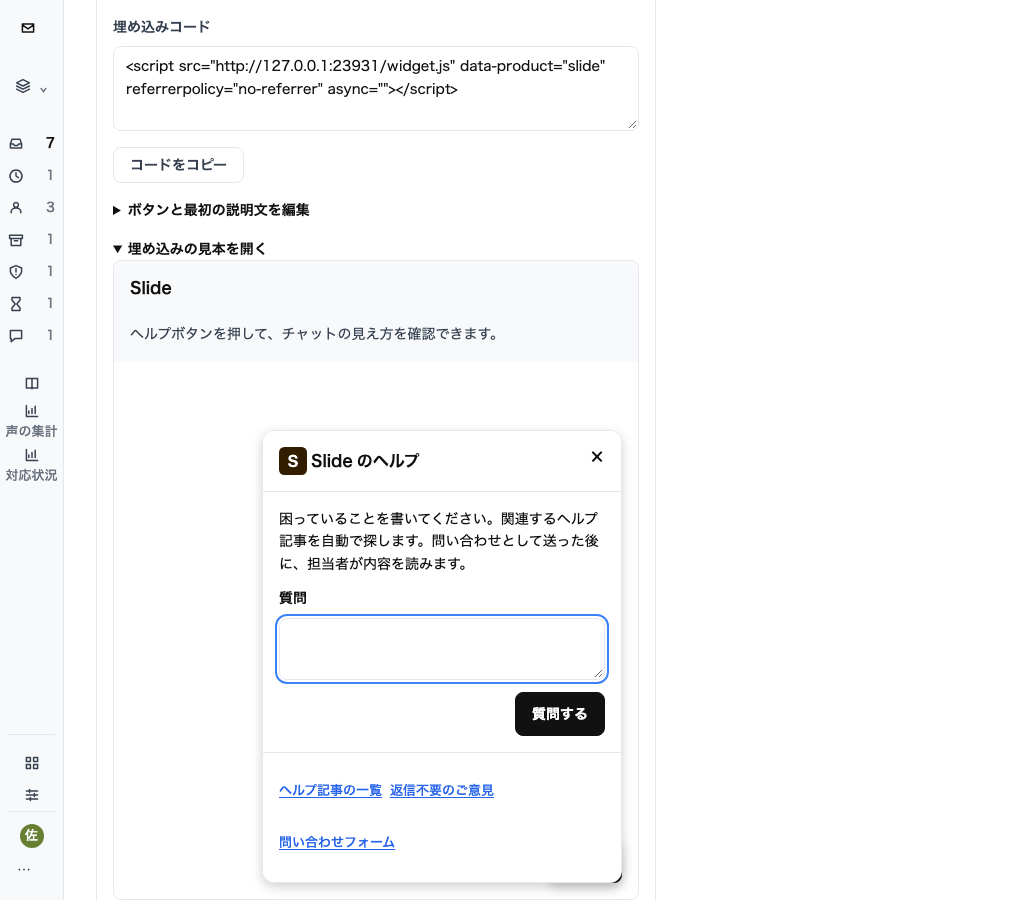 埋め込みコード
<script src="http://127.0.0.1:23931/widget.js" data-product="slide"
referrerpolicy="no-referrer" async=""></script>
コードをコピー
ボタンと最初の説明文を編集
埋め込みの見本を開く
Slide
ヘルプボタンを押して、チャットの見え方を確認できます。
S Slide のヘルプ
困っていることを書いてください。関連するヘルプ
記事を自動で探します。問い合わせとして送った後
に、担当者が内容を読みます。
質問
質問する
ヘルプ記事の一覧 返信不要のご意見
問い合わせフォーム
7
1
3
1
1
1
1
声の集計
対応状況
佐
…